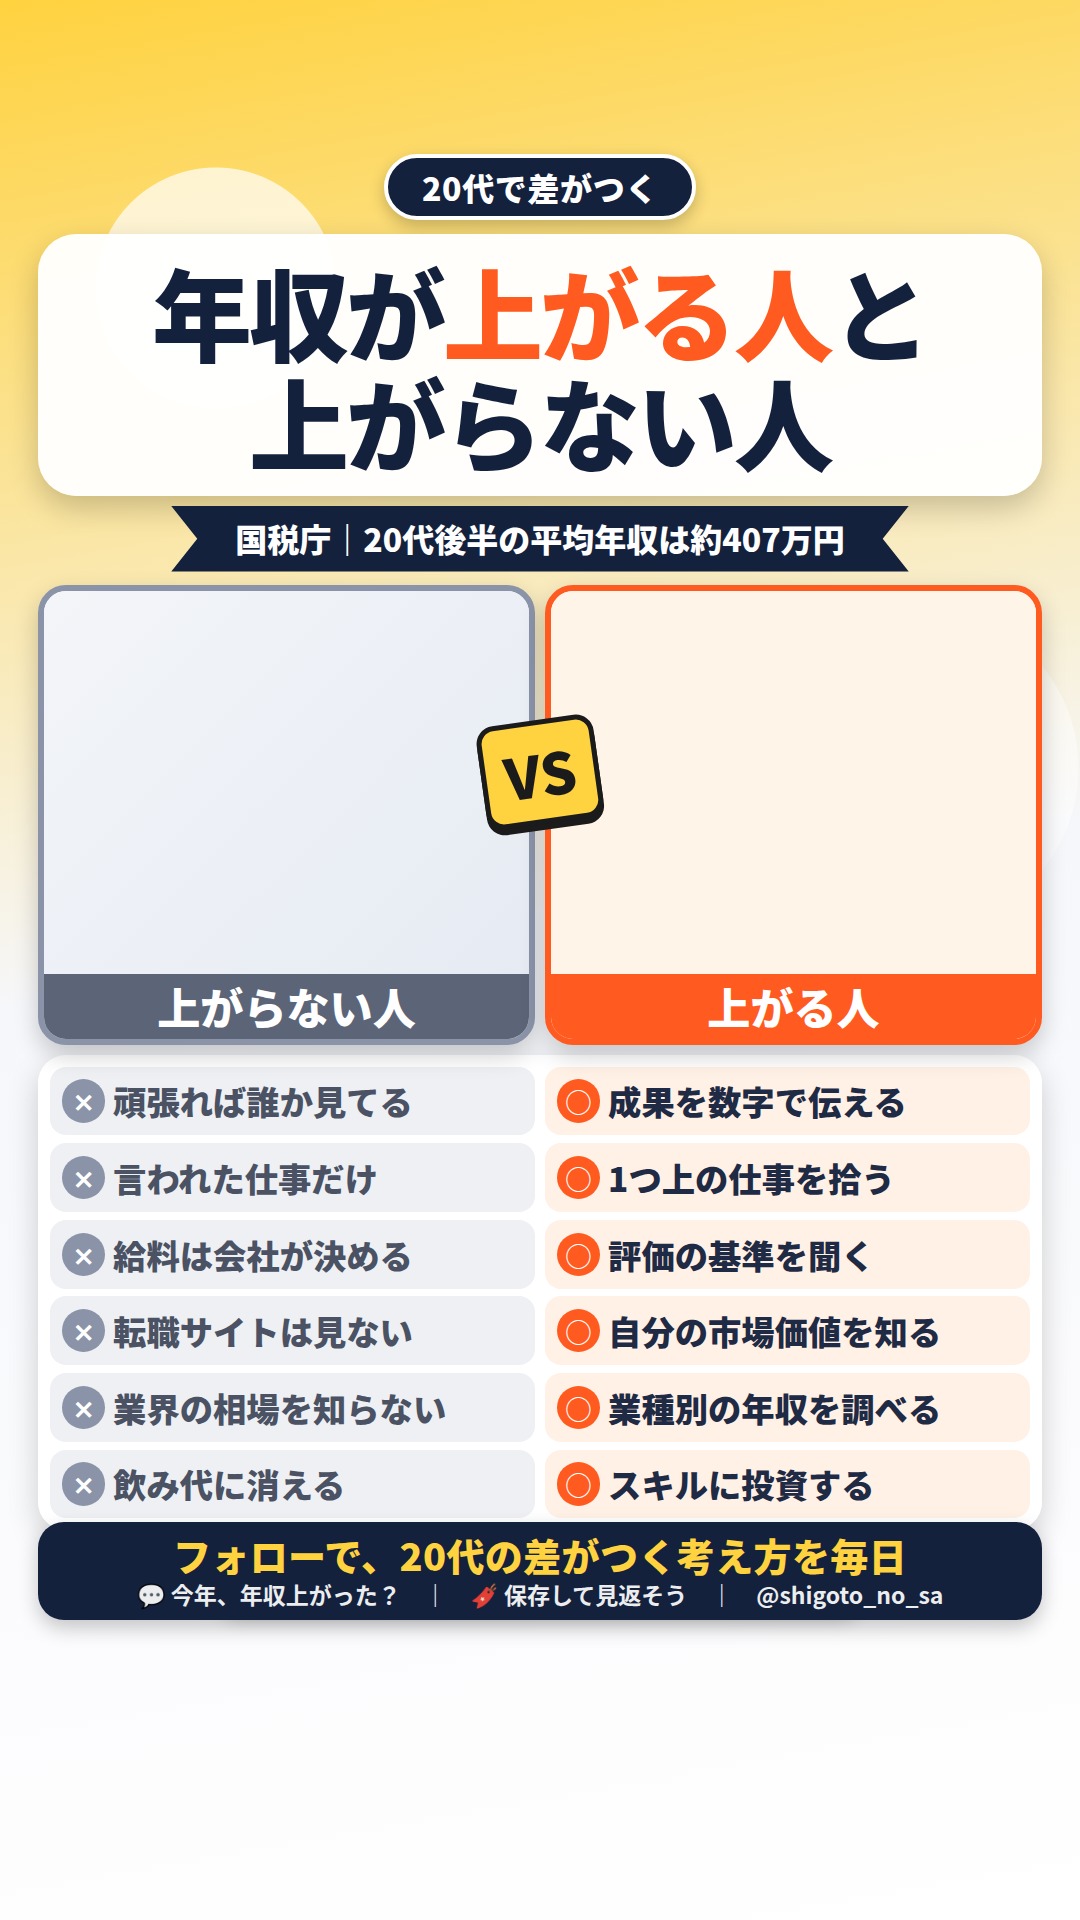 20代で差がつく
年収が上がる人と
上がらない人
国税庁｜20代後半の平均年収は約407万円
VS
上がらない人
上がる人
× 頑張れば誰か見てる
◯ 成果を数字で伝える
× 言われた仕事だけ
◯ 1つ上の仕事を拾う
× 給料は会社が決める
◯ 評価の基準を聞く
× 転職サイトは見ない
◯ 自分の市場価値を知る
× 業界の相場を知らない
◯ 業種別の年収を調べる
× 飲み代に消える
◯ スキルに投資する
フォローで、20代の差がつく考え方を毎日
💬 今年、年収上がった？ ｜ 🔖 保存して見返そう ｜ @shigoto_no_sa